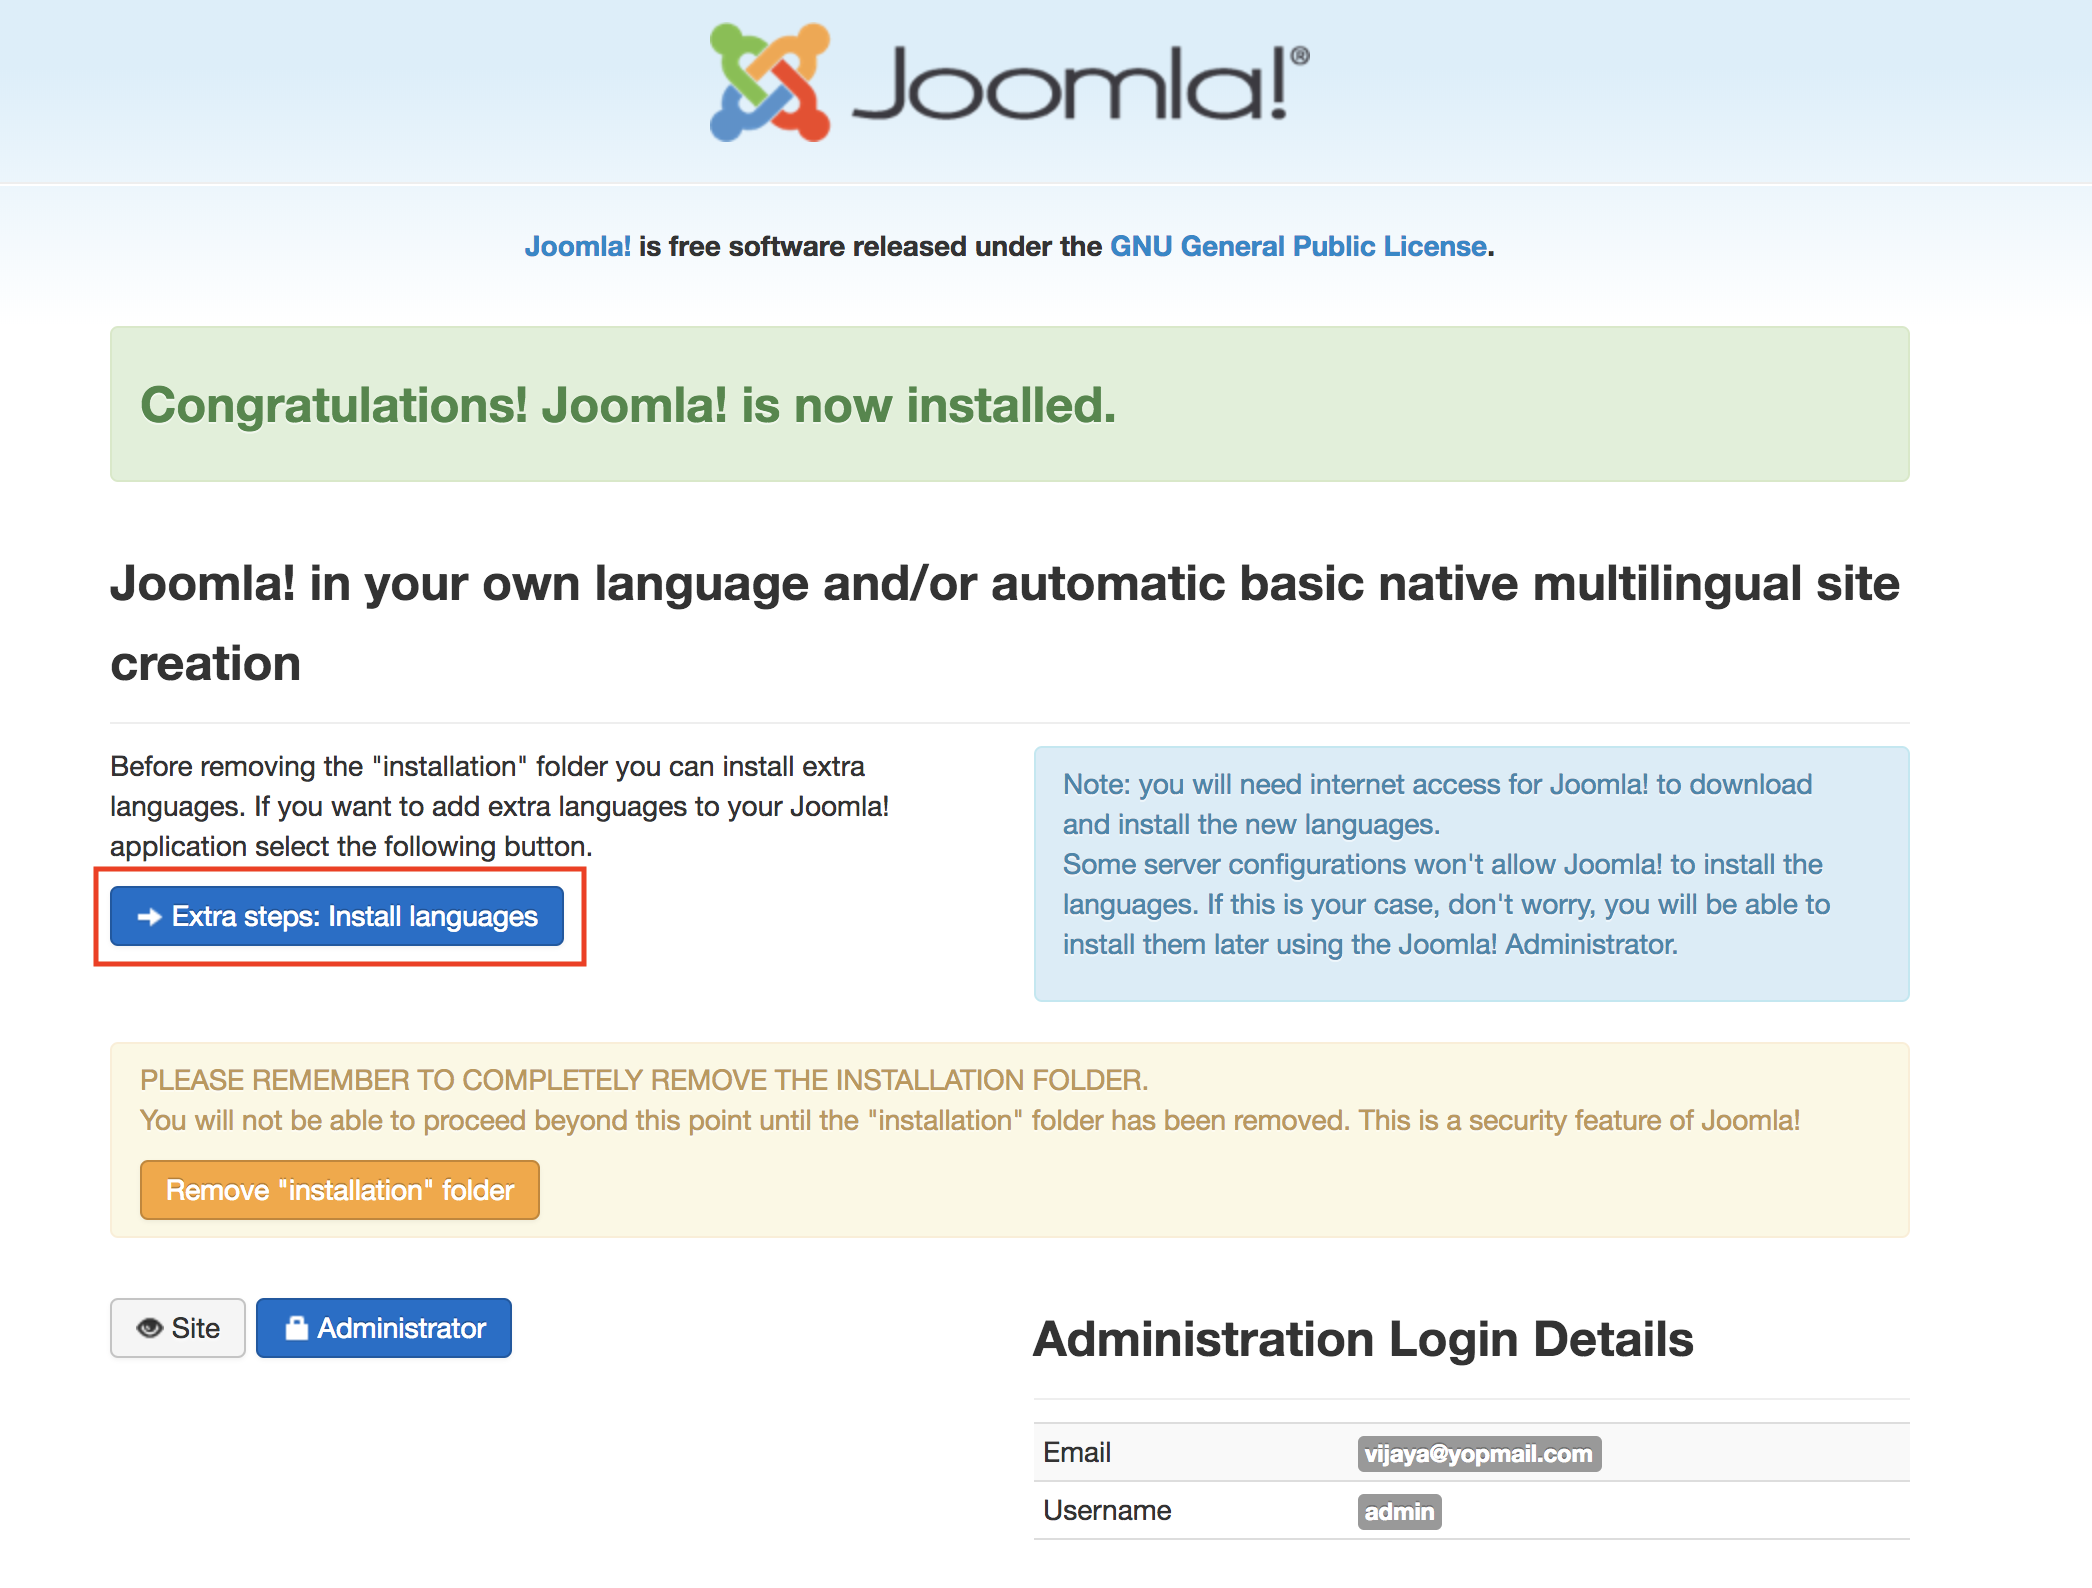 Joomla!®
Joomla! is free software released under the GNU General Public License.
Congratulations! Joomla! is now installed.
Joomla! in your own language and/or automatic basic native multilingual site
creation
Before removing the "installation" folder you can install extra
languages. If you want to add extra languages to your Joomla!
application select the following button.
Extra steps: Install languages
Note: you will need internet access for Joomla! to download
and install the new languages.
Some server configurations won't allow Joomla! to install the
languages. If this is your case, don't worry, you will be able to
install them later using the Joomla! Administrator.
PLEASE REMEMBER TO COMPLETELY REMOVE THE INSTALLATION FOLDER.
You will not be able to proceed beyond this point until the "installation" folder has been removed. This is a security feature of Joomla!
Remove "installation" folder
Site Administrator
Administration Login Details
Email vijaya@yopmail.com
Username admin